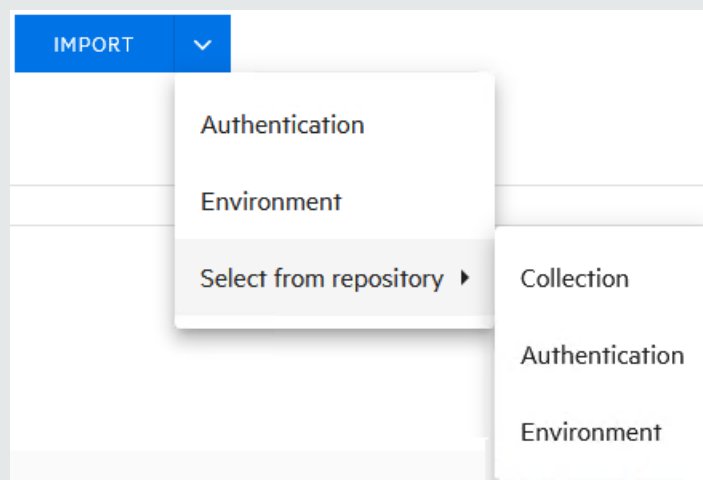 IMPORT
Authentication
Environment
Select from repository
Collection
Authentication
Environment